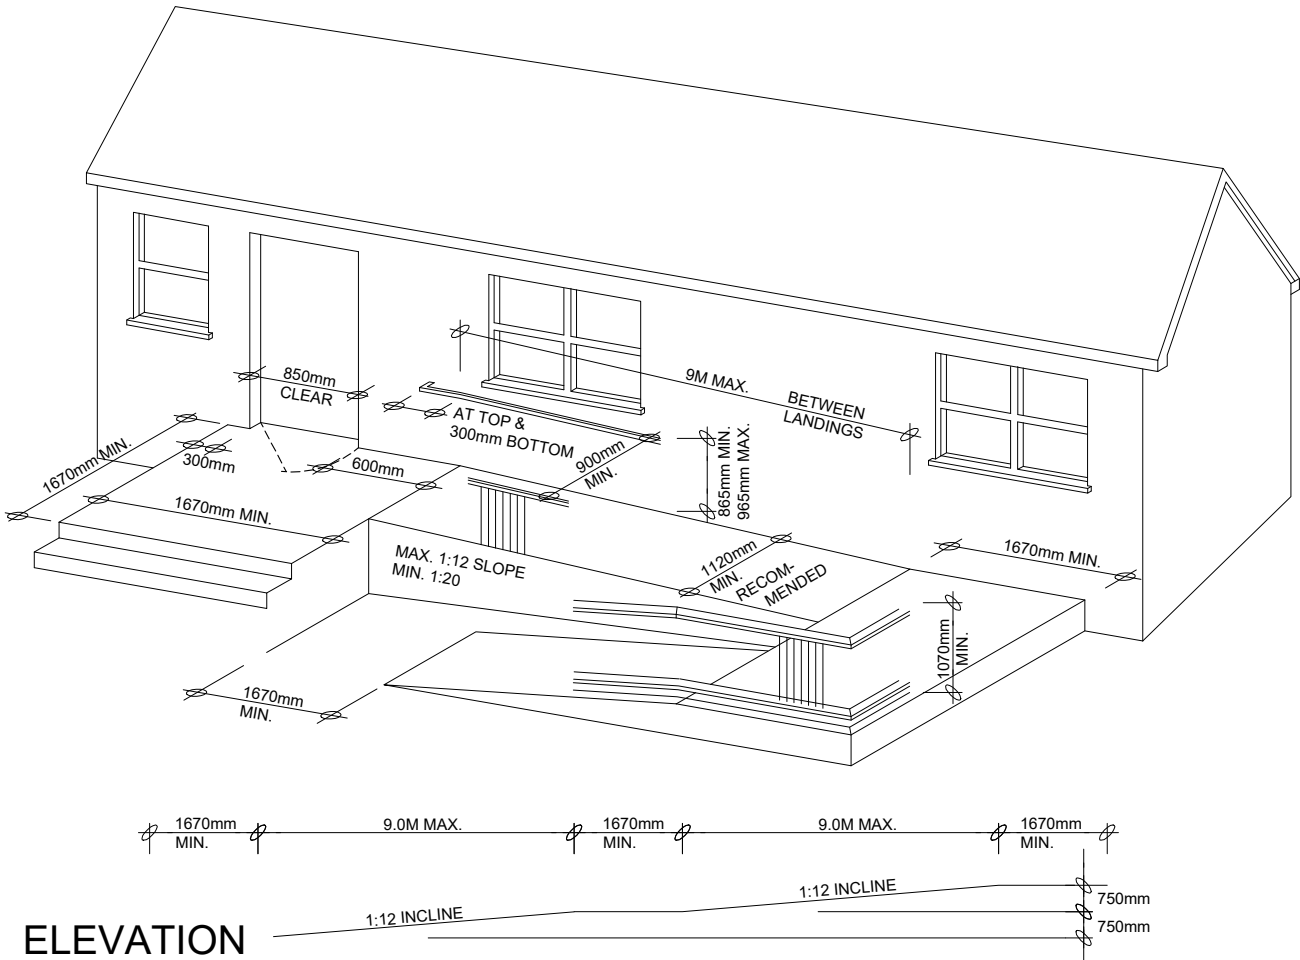 850mm
CLEAR
9M MAX.
BETWEEN
LANDINGS
AT TOP &
300mm BOTTOM
1670mm MIN.
300mm
600mm
900mm
MIN.
865mm MIN.
965mm MAX.
1670mm MIN.
MAX. 1:12 SLOPE
MIN. 1:20
1120mm
MIN.
RECOM-
MENDED
1670mm MIN.
1070mm
MIN.
1670mm
MIN.
1670mm
MIN.
9.0M MAX.
1670mm
MIN.
9.0M MAX.
1670mm
MIN.
1:12 INCLINE
750mm
1:12 INCLINE
750mm
ELEVATION